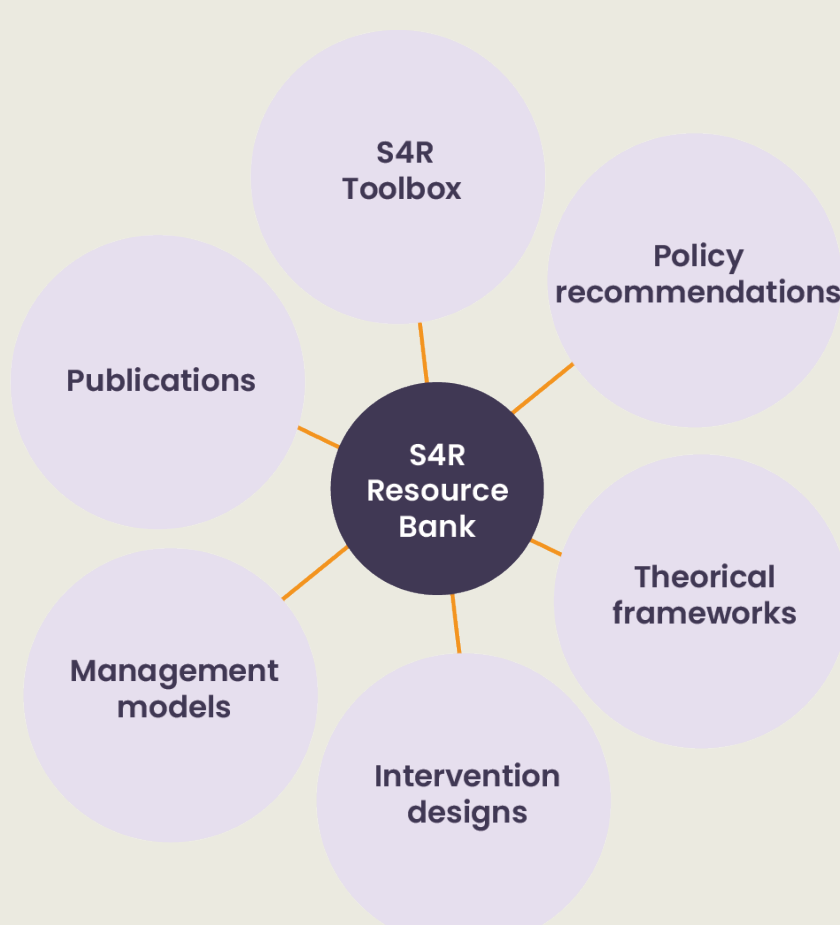 S4R
Toolbox
Policy
recommendations
Publications
S4R
Resource
Bank
Theorical
frameworks
Management
models
Intervention
designs